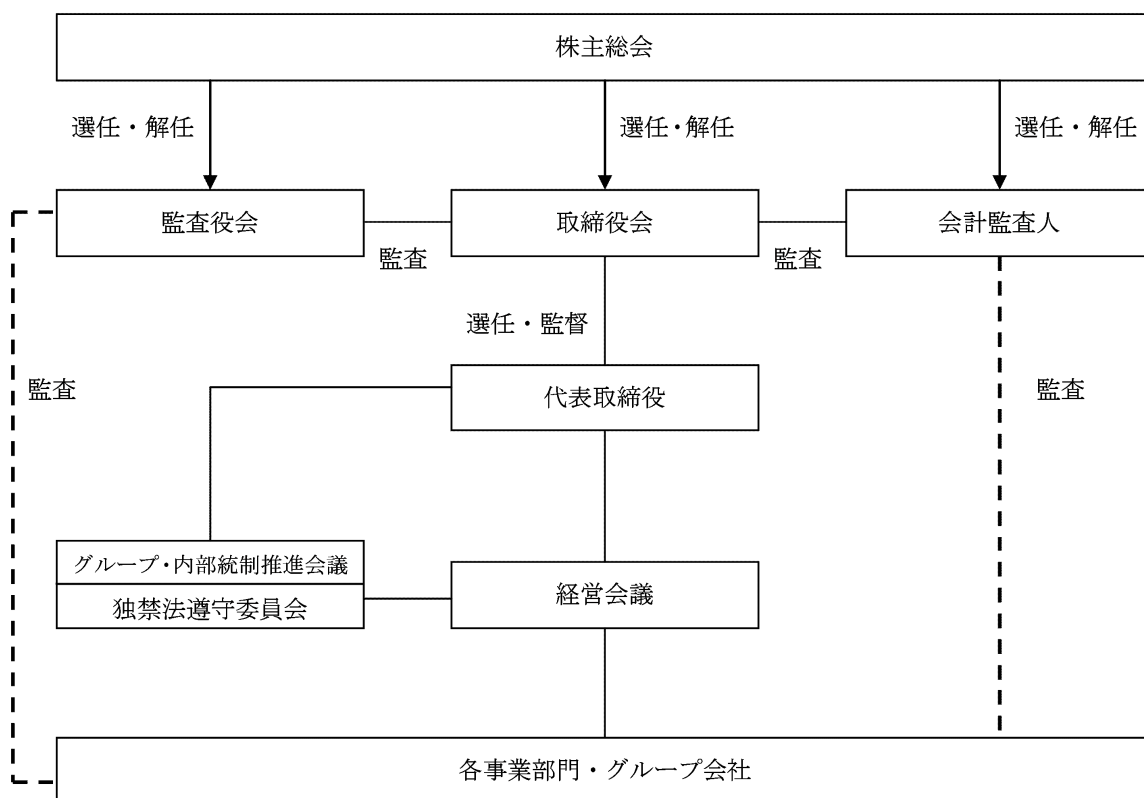 株主総会
選任・解任
選任・解任
選任・解任
監査役会
取締役会
会計監査人
監査
監査
選任・監督
代表取締役
監査
監査
グループ・内部統制推進会議
独禁法遵守委員会
経営会議
各事業部門・グループ会社